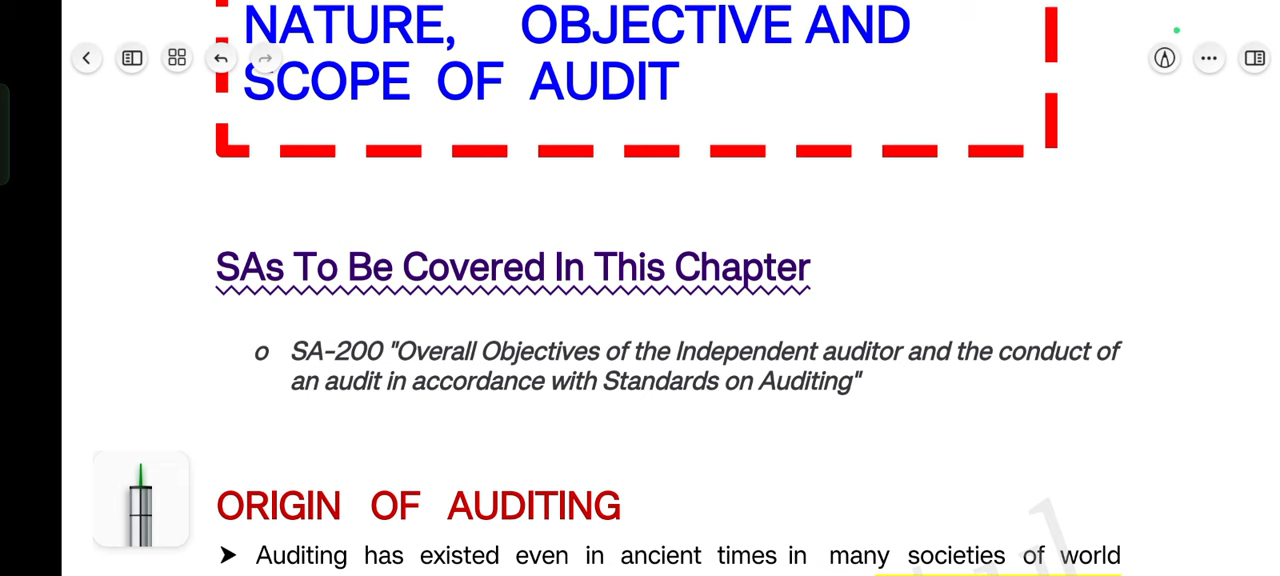 NATURE, OBJECTIVE AND
SCOPE OF AUDIT
SAs To Be Covered In This Chapter
o SA-200 "Overall Objectives of the Independent auditor and the conduct of
an audit in accordance with Standards on Auditing"
ORIGIN OF AUDITING
➤ Auditing has existed even in ancient times in many societies of world